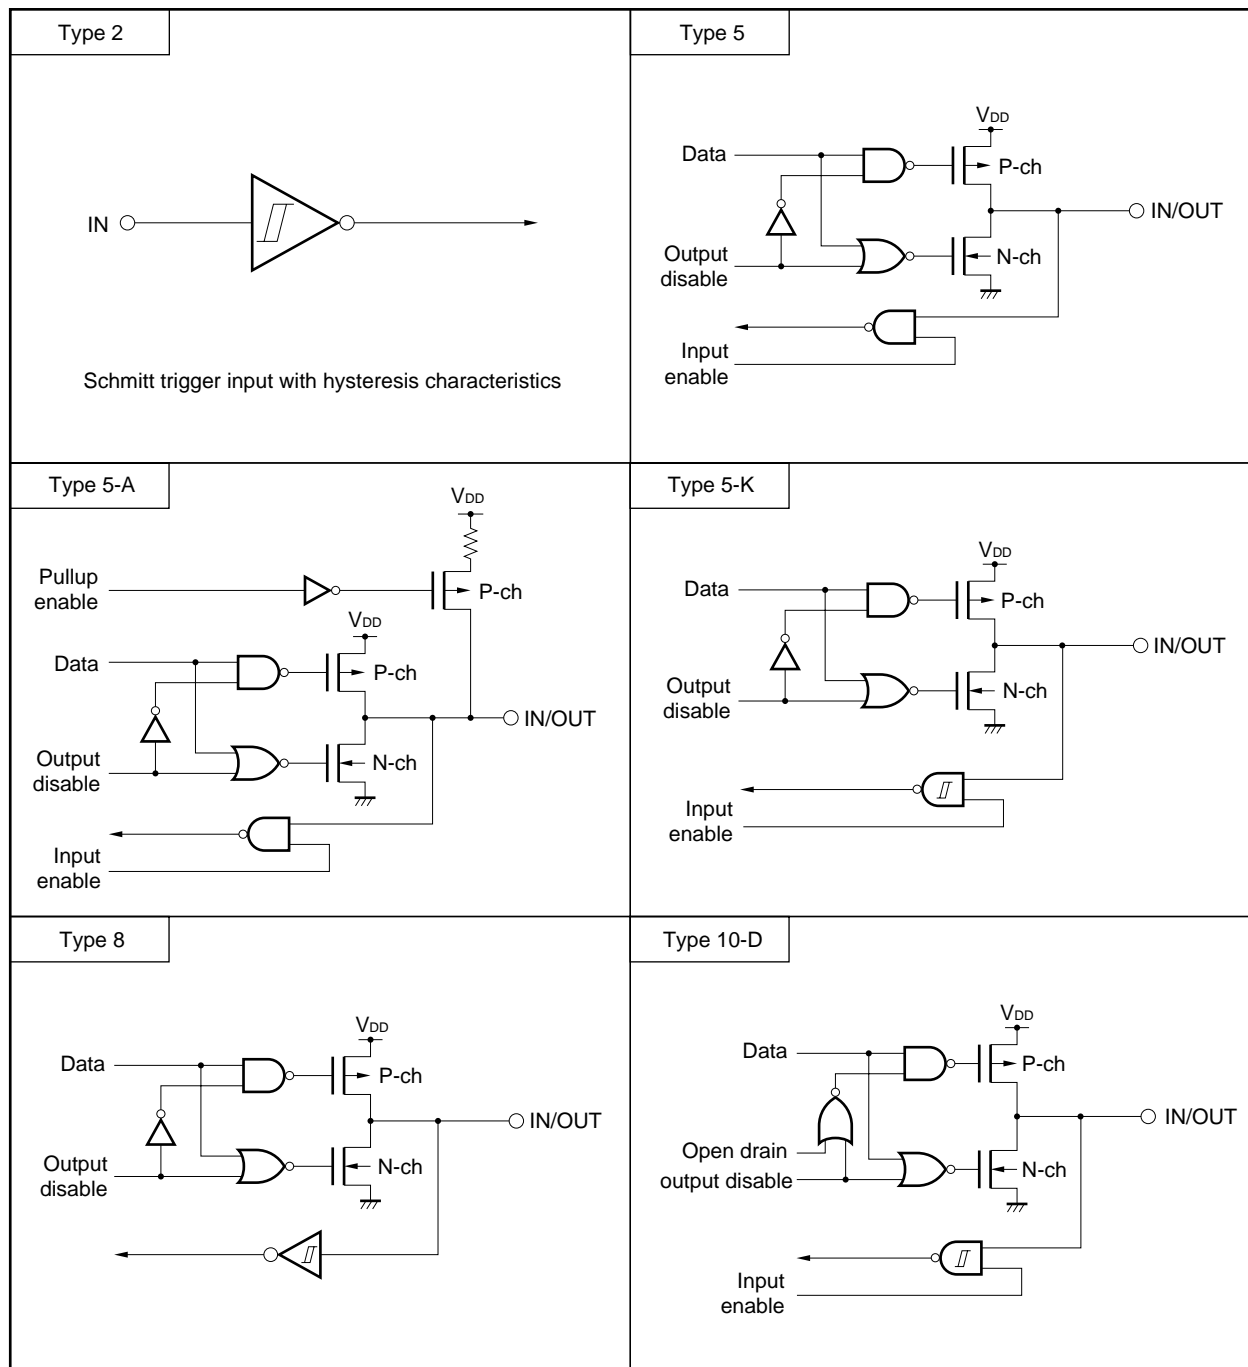 Type 2
IN
Schmitt trigger input with hysteresis characteristics
Type 5
VDD
Data
P-ch
IN/OUT
Output
disable
N-ch
Input
enable
Type 5-A
VDD
Pullup
enable
P-ch
VDD
Data
P-ch
IN/OUT
Output
disable
N-ch
Input
enable
Type 5-K
VDD
Data
P-ch
IN/OUT
Output
disable
N-ch
Input
enable
Type 8
VDD
Data
P-ch
IN/OUT
Output
disable
N-ch
Type 10-D
VDD
Data
P-ch
IN/OUT
Open drain
output disable
N-ch
Input
enable